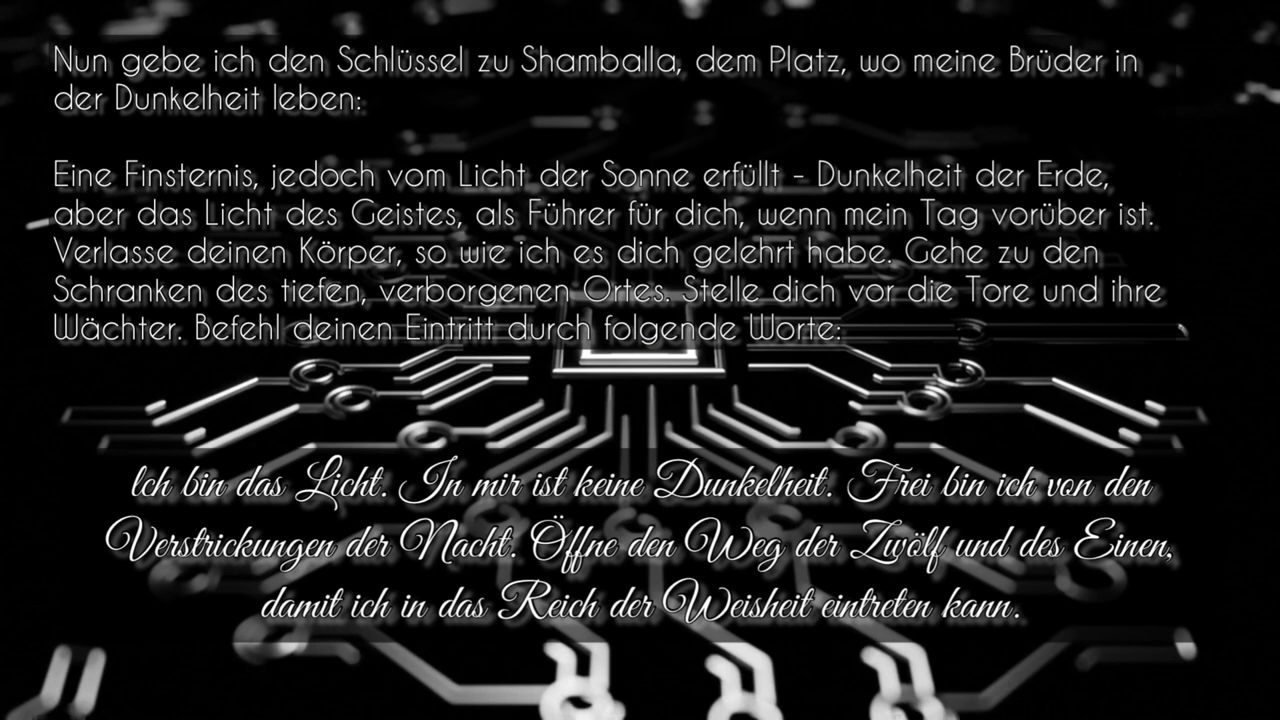 Nun gebe ich den Schlüssel zu Shamballa, dem Platz, wo meine Brüder in
der Dunkelheit leben:
Eine Finsternis, jedoch vom Licht der Sonne erfüllt – Dunkelheit der Erde,
aber das Licht des Geistes, als Führer für dich, wenn mein Tag vorüber ist.
Verlasse deinen Körper, so wie ich es dich gelehrt habe. Gehe zu den
Schranken des tiefen, verborgenen Ortes. Stelle dich vor die Tore und ihre
Wächter. Befehl deinen Eintritt durch folgende Worte:
Ich bin das Licht. In mir ist keine Dunkelheit. Frei bin ich von den
Verstrickungen der Nacht. Öffne den Weg der Zwölf und des Einen,
damit ich in das Reich der Weisheit eintreten kann.